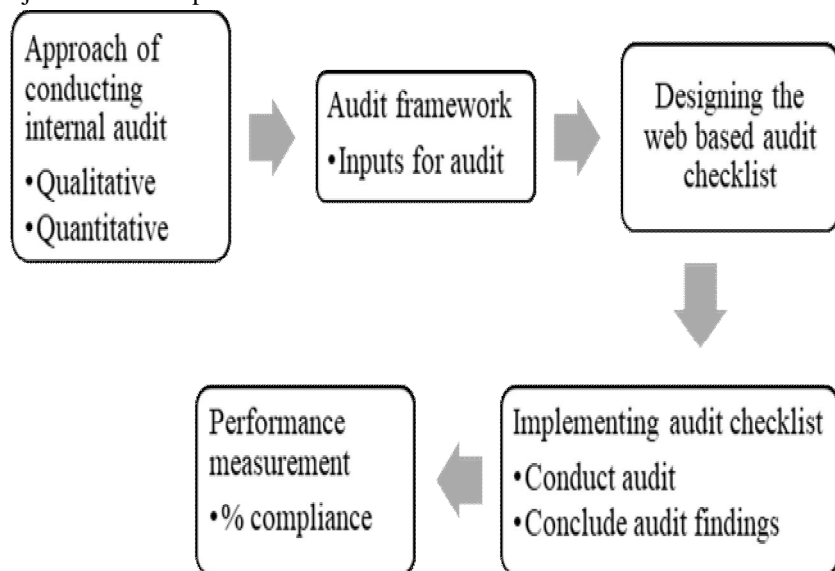 Approach of
conducting
internal audit
•Qualitative
•Quantitative
Audit framework
•Inputs for audit
Designing the
web based audit
checklist
Implementing audit checklist
•Conduct audit
•Conclude audit findings
Performance
measurement
•% compliance